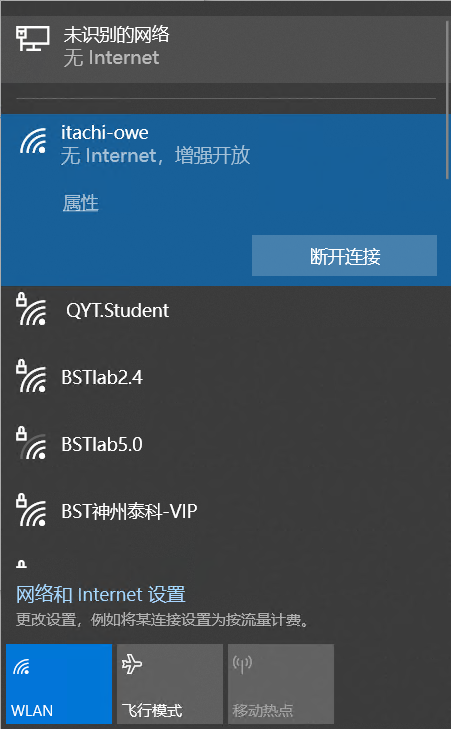 未识别的网络
无 Internet
itachi-owe
无 Internet，增强开放
属性
断开连接
QYT.Student
BSTlab2.4
BSTlab5.0
BST神州泰科-VIP
网络和 Internet 设置
更改设置，例如将某连接设置为按流量计费。
WLAN
飞行模式
移动热点